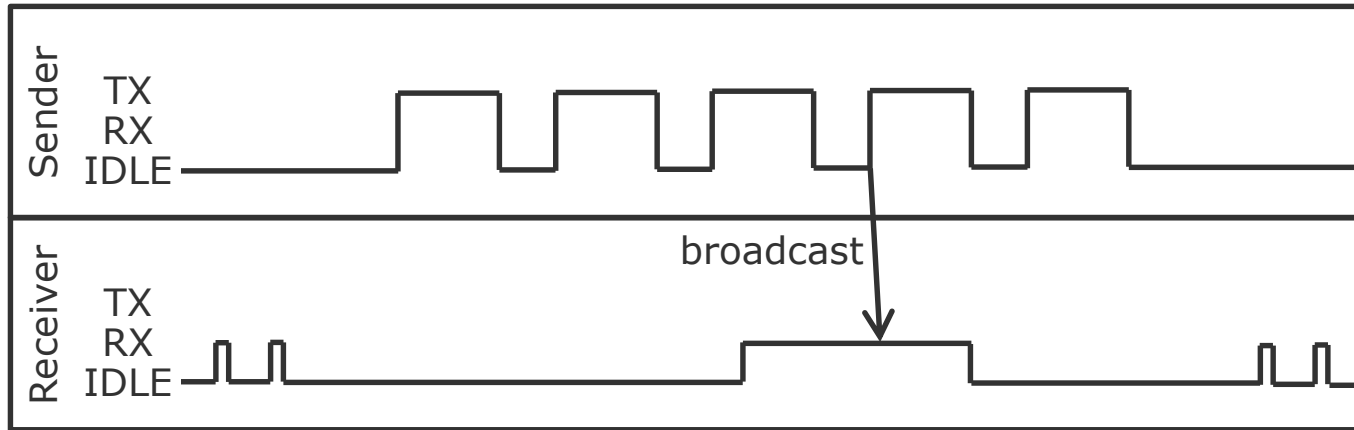 Sender
TX
RX
IDLE
broadcast
Receiver
TX
RX
IDLE